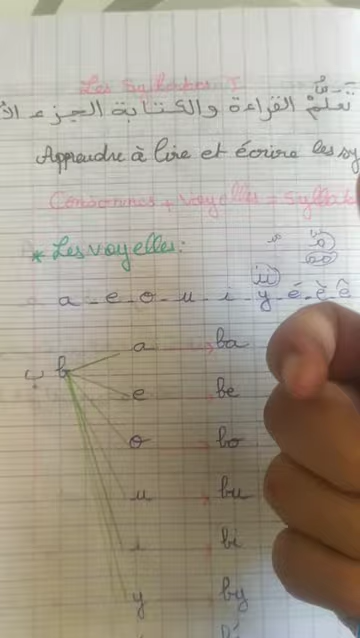 Les Syllabes I
تعلم القراءة والكتابة الجزء
Apprendre à lire et écrire les sy
Consonnes + Voyelles = Syllab
* Les voyelles:
a - e - o - u - i - y - é - è - ê
a ba
ب b e be
o bo
u bu
i bi
y by